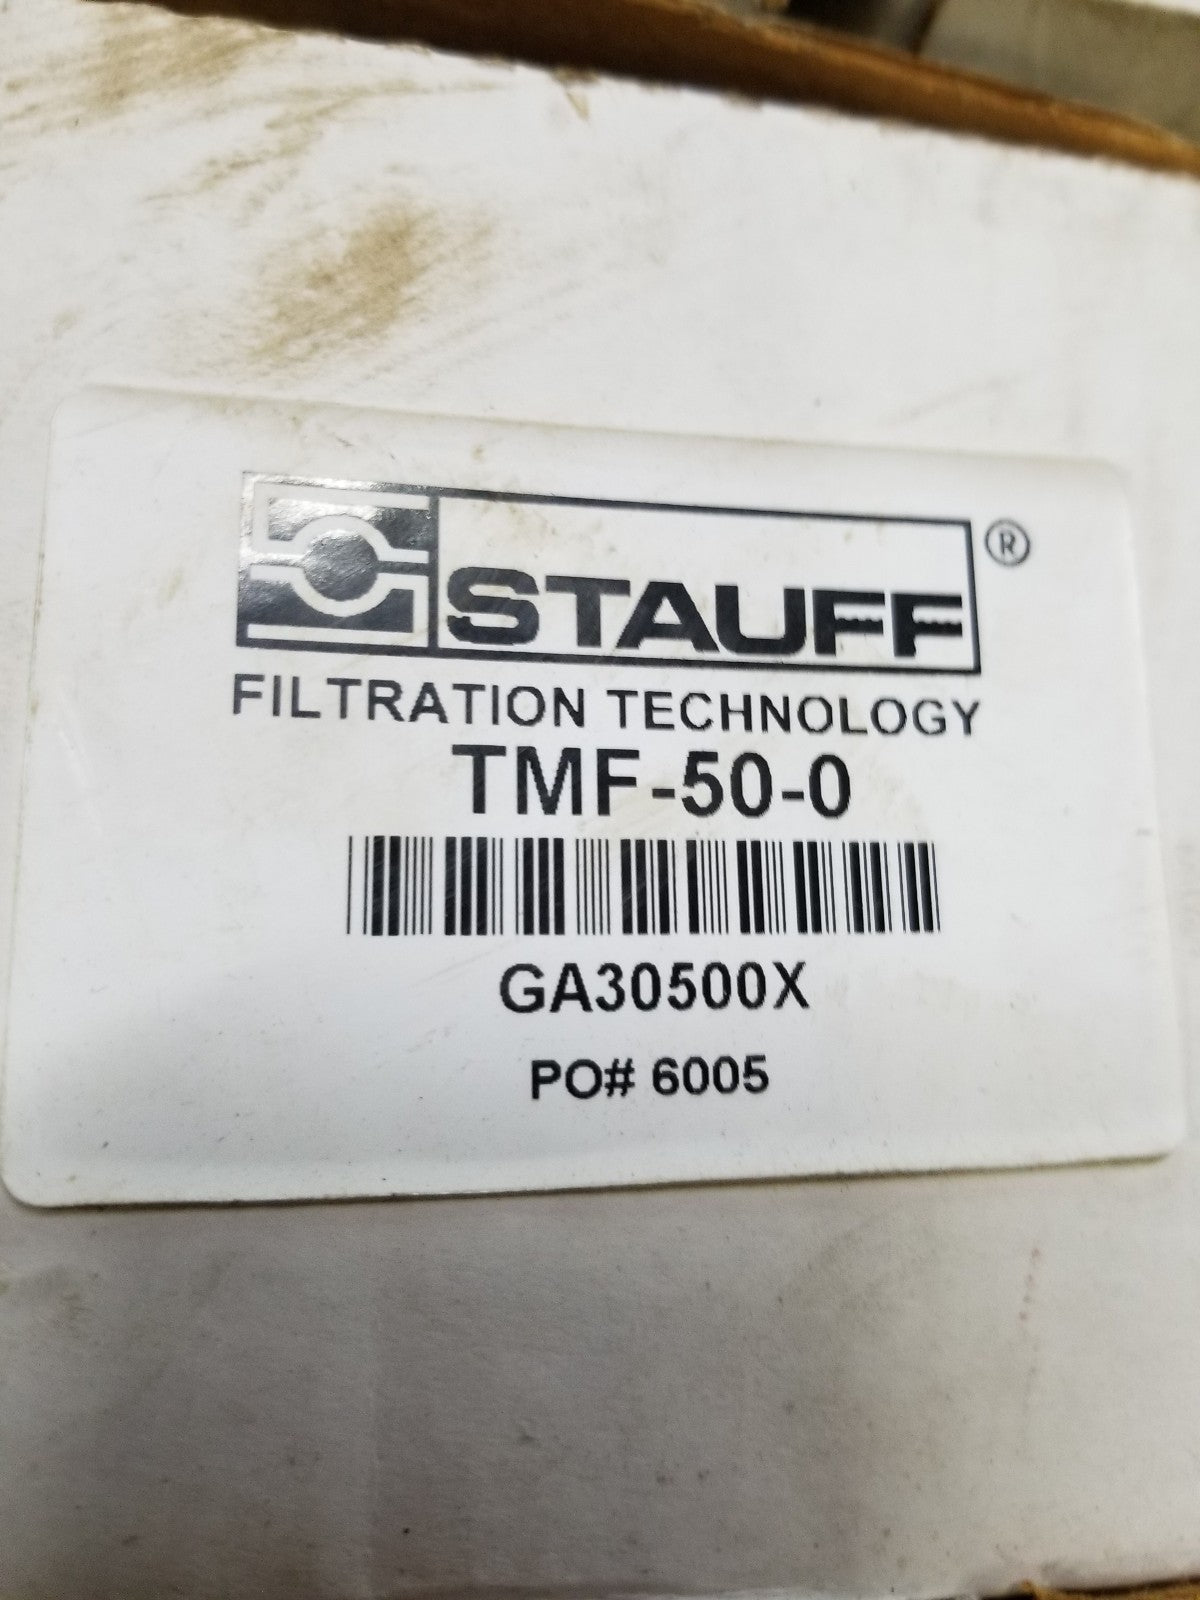 STAUFF®
FILTRATION TECHNOLOGY
TMF-50-0
GA30500X
PO# 6005